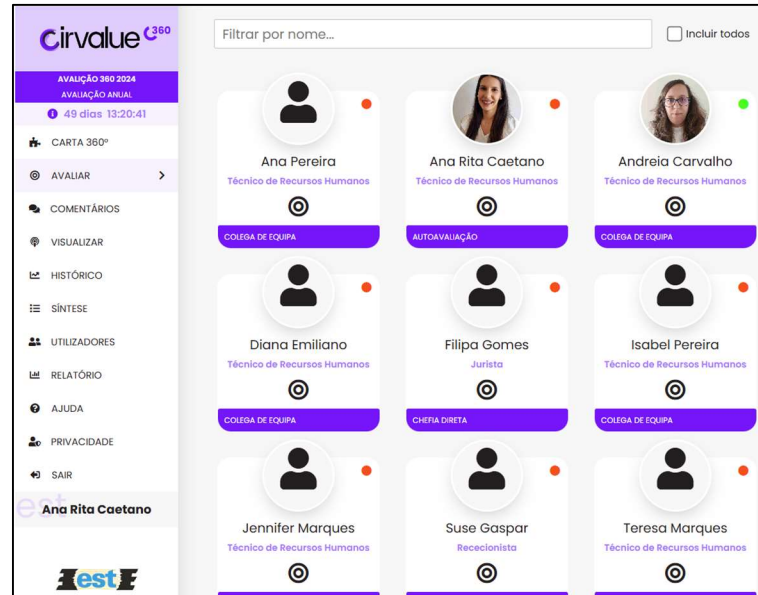 Cirvalue 360
AVALIÇÃO 360 2024
AVALIAÇÃO ANUAL
49 dias 13:20:41
CARTA 360º
AVALIAR
COMENTÁRIOS
VISUALIZAR
HISTÓRICO
SÍNTESE
UTILIZADORES
RELATÓRIO
AJUDA
PRIVACIDADE
SAIR
est
Ana Rita Caetano
est
Filtrar por nome...
Incluir todos
Ana Pereira
Técnico de Recursos Humanos
COLEGA DE EQUIPA
Ana Rita Caetano
Técnico de Recursos Humanos
AUTOAVALIAÇÃO
Andreia Carvalho
Técnico de Recursos Humanos
COLEGA DE EQUIPA
Diana Emiliano
Técnico de Recursos Humanos
COLEGA DE EQUIPA
Filipa Gomes
Jurista
CHEFIA DIRETA
Isabel Pereira
Técnico de Recursos Humanos
COLEGA DE EQUIPA
Jennifer Marques
Técnico de Recursos Humanos
Suse Gaspar
Rececionista
Teresa Marques
Técnico de Recursos Humanos